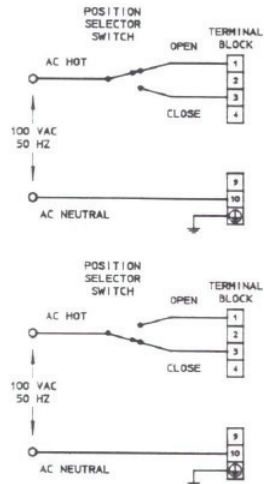 POSITION
SELECTOR
SWITCH
TERMINAL
BLOCK
OPEN
AC HOT
1
2
3
CLOSE
4
100 VAC
50 HZ
9
10
AC NEUTRAL
POSITION
SELECTOR
SWITCH
TERMINAL
BLOCK
OPEN
AC HOT
1
2
3
CLOSE
4
100 VAC
50 HZ
9
10
AC NEUTRAL